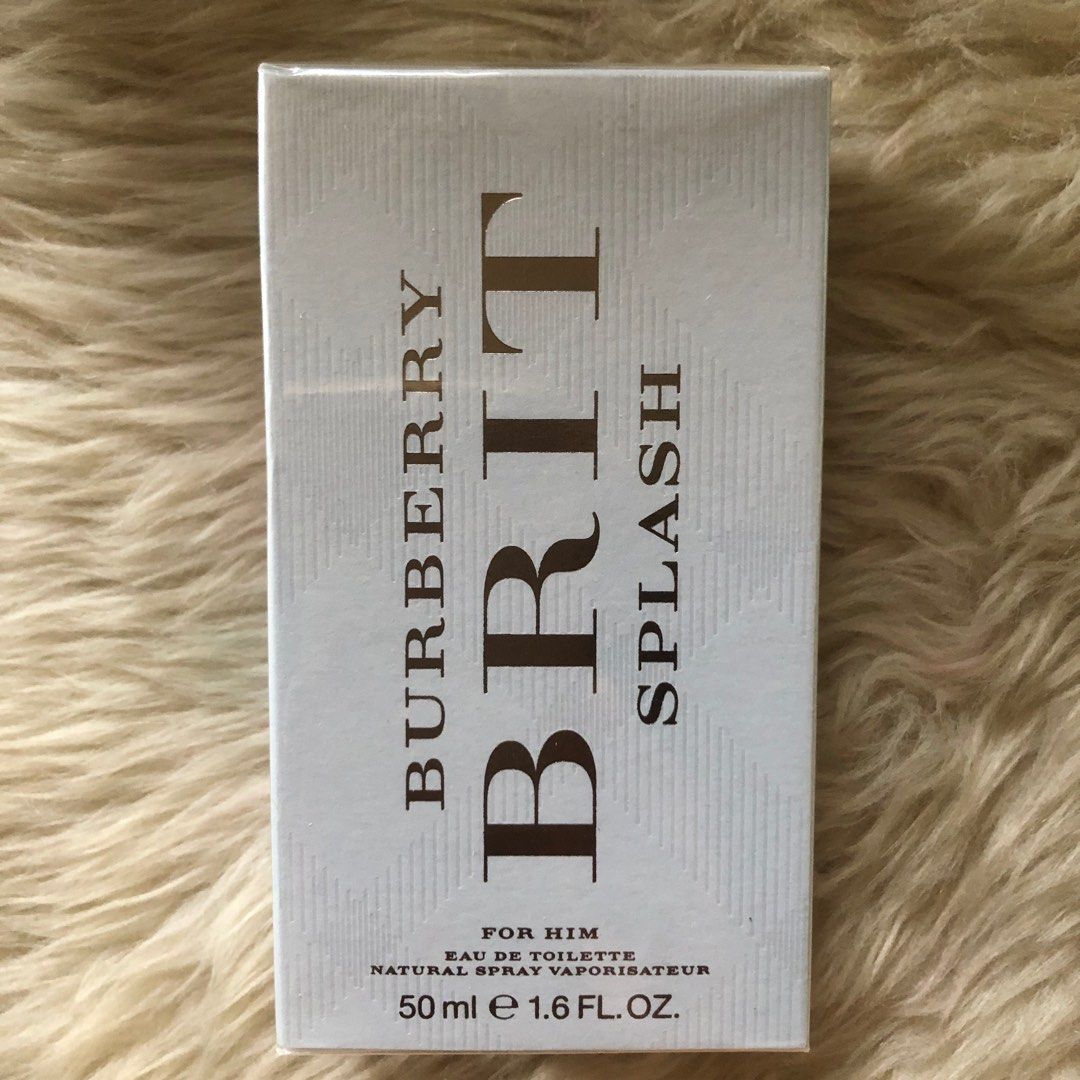 BURBERRY
BRIT
SPLASH
FOR HIM
EAU DE TOILETTE
NATURAL SPRAY VAPORISATEUR
50 ml ℮ 1.6 FL. OZ.